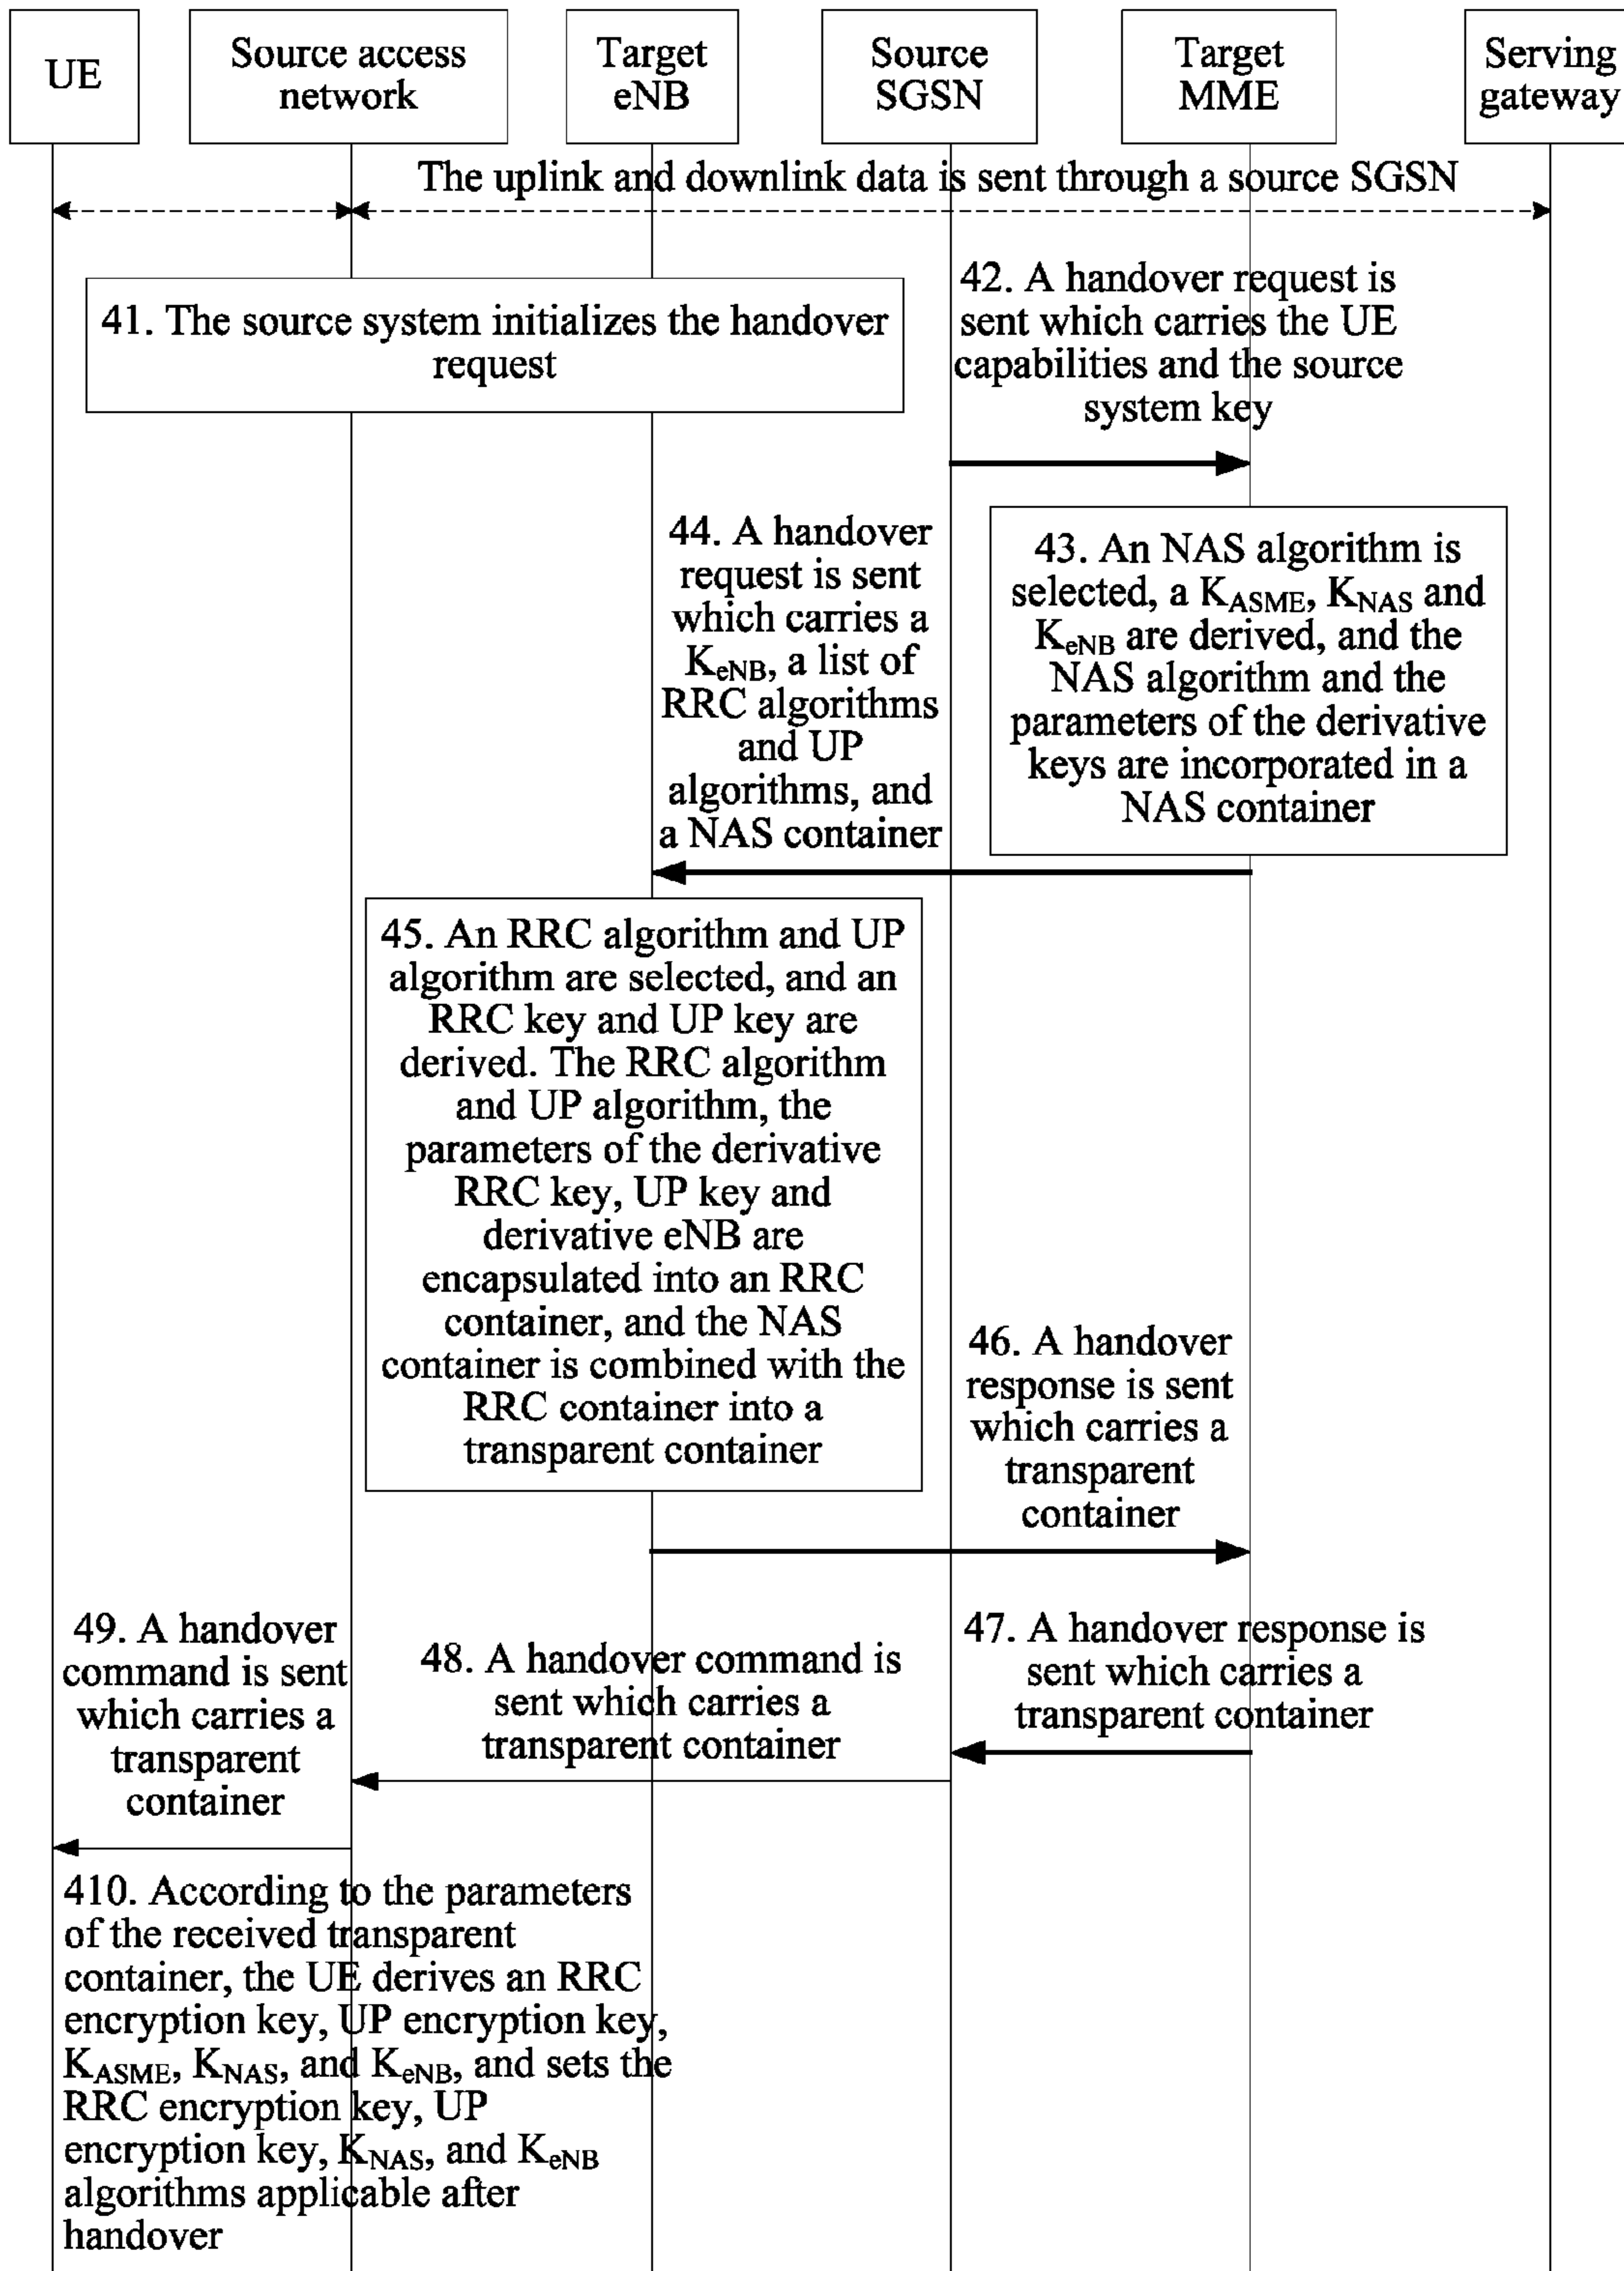 UE
Source access
network
Target
eNB
Source
SGSN
Target
MME
Serving
gateway
The uplink and downlink data is sent through a source SGSN
41. The source system initializes the handover
request
42. A handover request is
sent which carries the UE
capabilities and the source
system key
43. An NAS algorithm is
selected, a KASME, KNAS and
KeNB are derived, and the
NAS algorithm and the
parameters of the derivative
keys are incorporated in a
NAS container
44. A handover
request is sent
which carries a
KeNB, a list of
RRC algorithms
and UP
algorithms, and
a NAS container
45. An RRC algorithm and UP
algorithm are selected, and an
RRC key and UP key are
derived. The RRC algorithm
and UP algorithm, the
parameters of the derivative
RRC key, UP key and
derivative eNB are
encapsulated into an RRC
container, and the NAS
container is combined with the
RRC container into a
transparent container
46. A handover
response is sent
which carries a
transparent
container
47. A handover response is
sent which carries a
transparent container
48. A handover command is
sent which carries a
transparent container
49. A handover
command is sent
which carries a
transparent
container
410. According to the parameters
of the received transparent
container, the UE derives an RRC
encryption key, UP encryption key,
KASME, KNAS, and KeNB, and sets the
RRC encryption key, UP
encryption key, KNAS, and KeNB
algorithms applicable after
handover